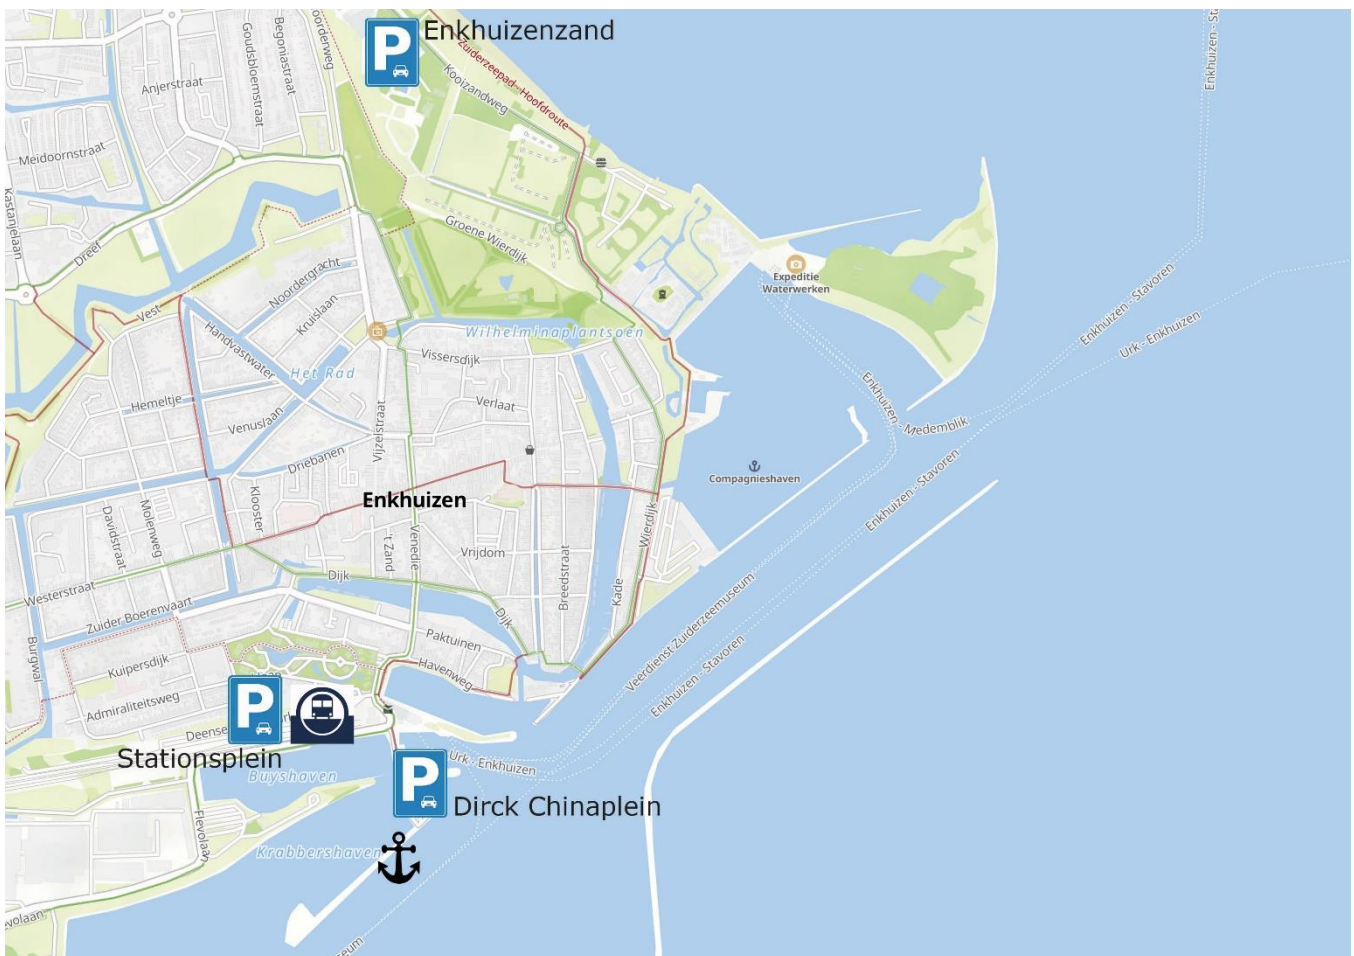 P
Enkhuizenzand
Zuiderzeepad - Hoofdroute
Kooizandweg
Begoniastraat
Goudsbloemstraat
Anjerstraat
Meidoornstraat
Kastanjelaan
Dreef
Groene Wierdijk
Enkhuizen - Stavoren
Expeditie
Waterwerken
Noordergracht
Kruislaan
Vest
Handvastwater
Wilhelminaplantsoen
Vissersdijk
Het Rad
Enkhuizen - Stavoren
Urk - Enkhuizen
Hemeltje
Venuslaan
Verlaat
Vijzelstraat
Enkhuizen - Medemblik
Driebanen
Compagnieshaven
Enkhuizen - Stavoren
Klooster
Enkhuizen
Molenweg
Davidstraat
't Zand
Venedie
Vrijdom
Breedstraat
Wierdijk
Kade
Westerstraat
Dijk
Dijk
Zuider Boerenvaart
Burgwal
Paktuinen
Havenweg
Kuipersdijk
Admiraliteitsweg
Veerdienst Zuiderzeemuseum
Enkhuizen - Stavoren
P
Stationsplein
Buyshaven
Urk - Enkhuizen
P
Dirck Chinaplein
Flevolaan
Krabbershaven